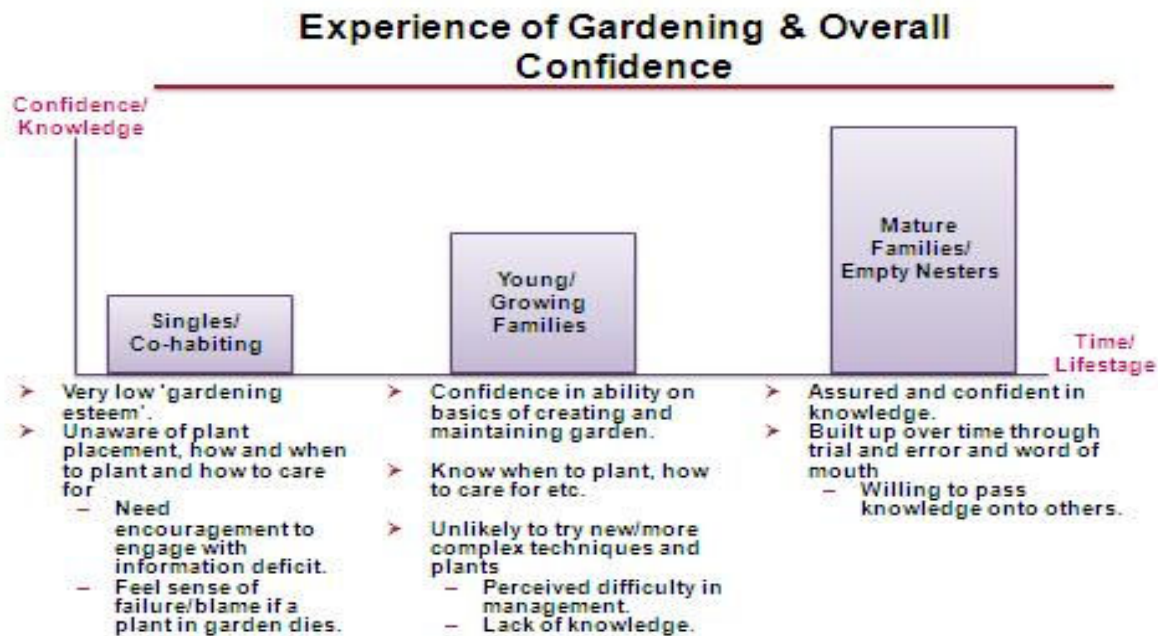 Experience of Gardening & Overall
Confidence
Confidence/
Knowledge
Singles/
Co-habiting
Young/
Growing
Families
Mature
Families/
Empty Nesters
Time/
Lifestage
➢ Very low 'gardening
esteem'.
➢ Unaware of plant
placement, how and when
to plant and how to care
for
– Need
encouragement to
engage with
information deficit.
– Feel sense of
failure/blame if a
plant in garden dies.
➢ Confidence in ability on
basics of creating and
maintaining garden.
➢ Know when to plant, how
to care for etc.
➢ Unlikely to try new/more
complex techniques and
plants
– Perceived difficulty in
management.
– Lack of knowledge.
➢ Assured and confident in
knowledge.
➢ Built up over time through
trial and error and word of
mouth
– Willing to pass
knowledge onto others.